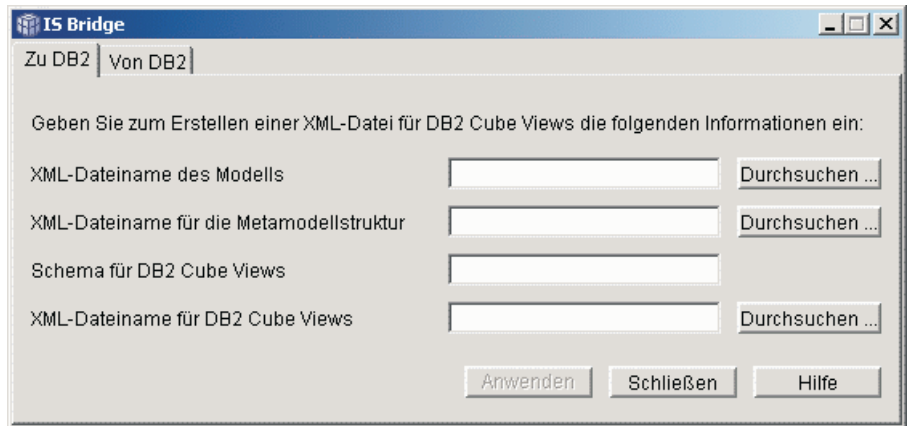 IS Bridge
Zu DB2 Von DB2
Geben Sie zum Erstellen einer XML-Datei für DB2 Cube Views die folgenden Informationen ein:
XML-Dateiname des Modells Durchsuchen ...
XML-Dateiname für die Metamodellstruktur Durchsuchen ...
Schema für DB2 Cube Views
XML-Dateiname für DB2 Cube Views Durchsuchen ...
Anwenden Schließen Hilfe